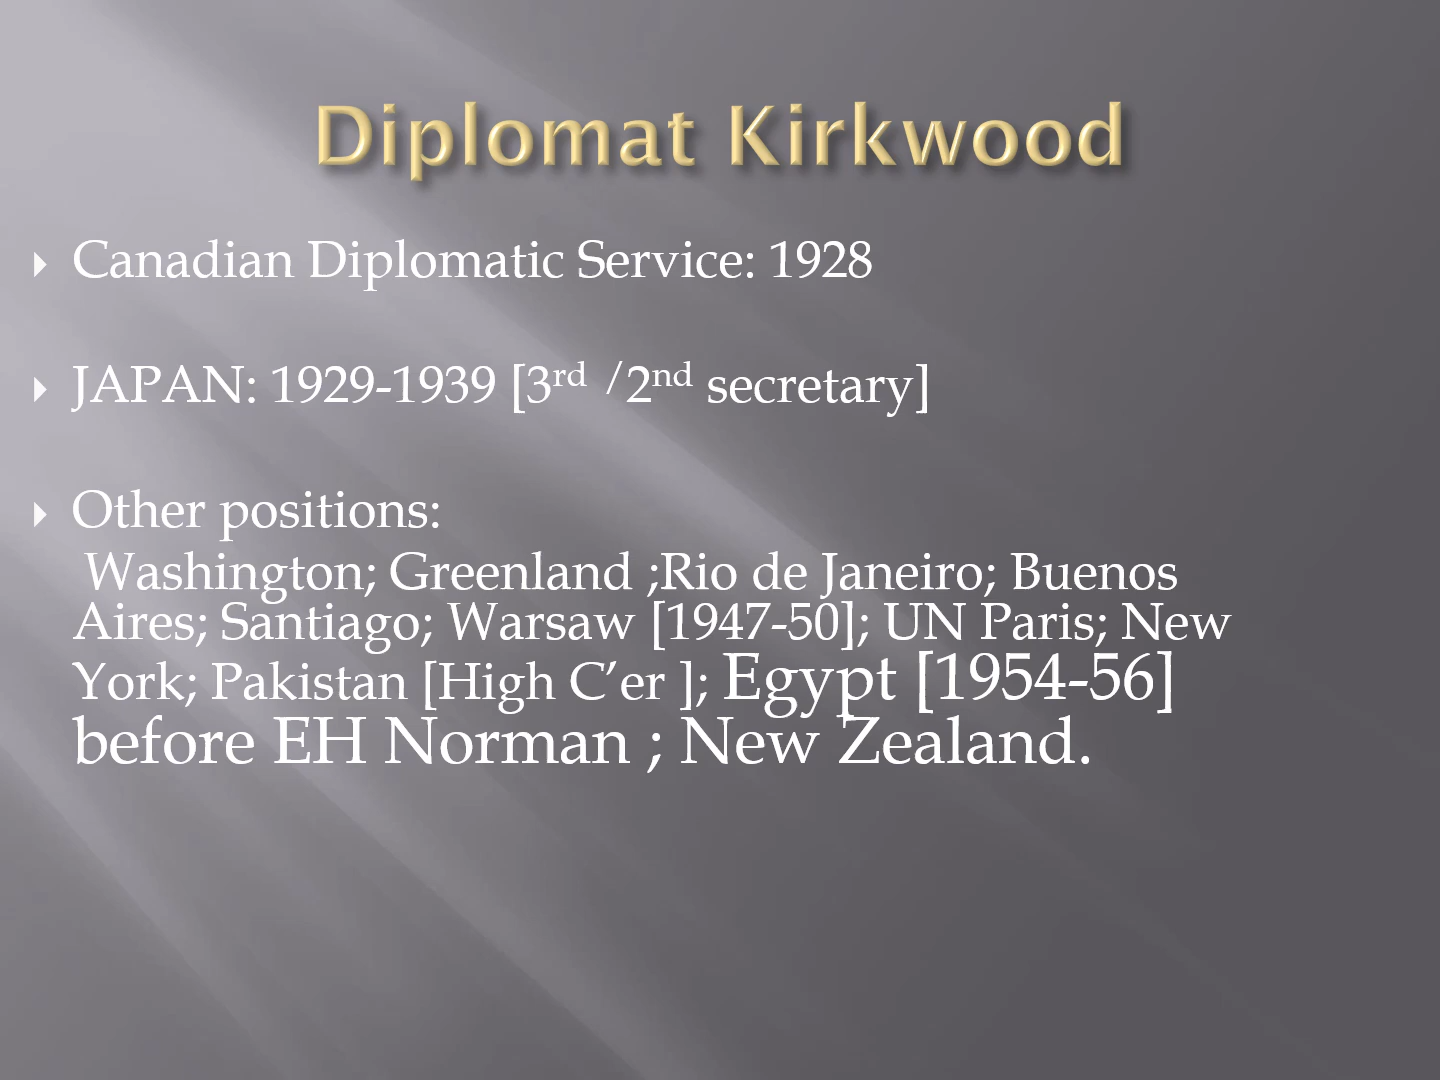 Diplomat Kirkwood
Canadian Diplomatic Service: 1928
JAPAN: 1929-1939 [3rd /2nd secretary]
Other positions:
Washington; Greenland ;Rio de Janeiro; Buenos
Aires; Santiago; Warsaw [1947-50]; UN Paris; New
York; Pakistan [High C’er ]; Egypt [1954-56]
before EH Norman ; New Zealand.